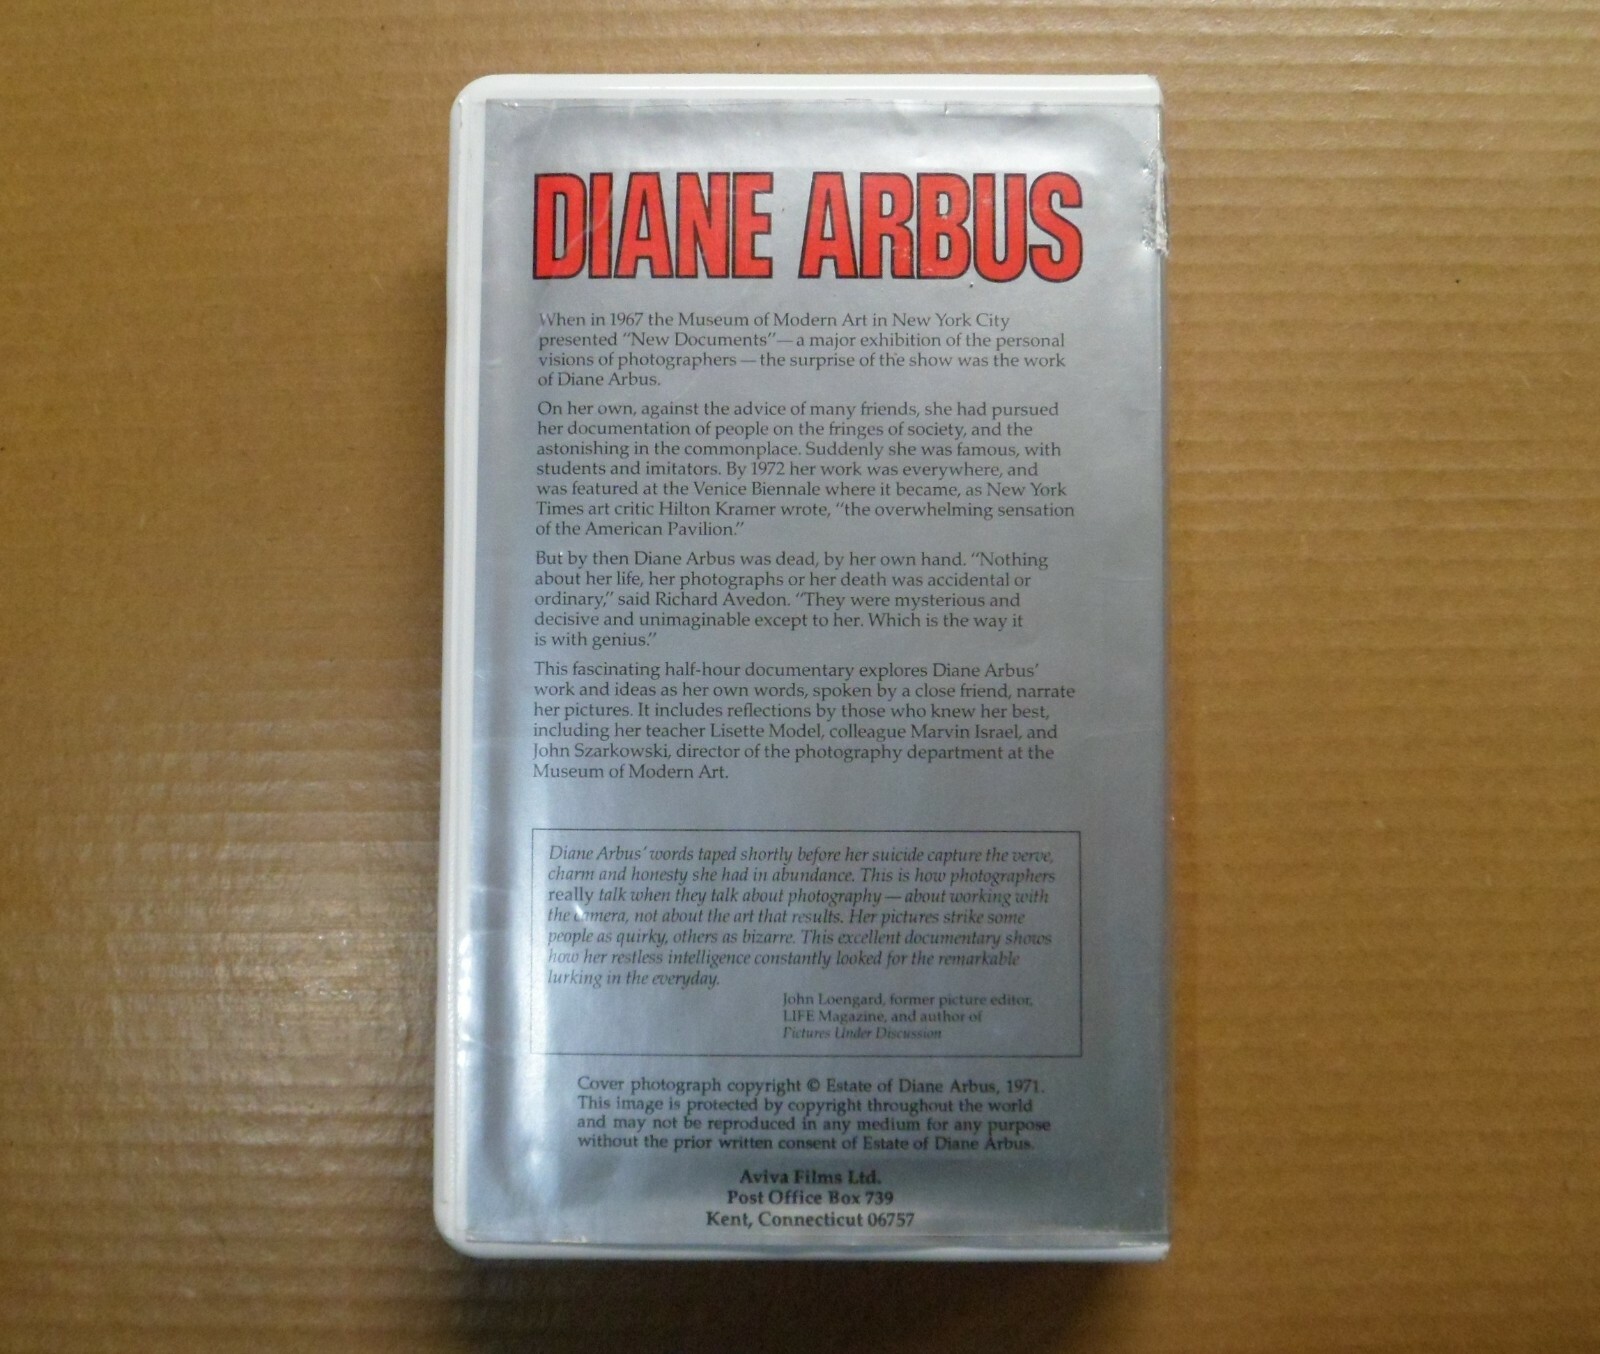 DIANE ARBUS
When in 1967 the Museum of Modern Art in New York City
presented “New Documents”—a major exhibition of the personal
visions of photographers—the surprise of the show was the work
of Diane Arbus.
On her own, against the advice of many friends, she had pursued
her documentation of people on the fringes of society, and the
astonishing in the commonplace. Suddenly she was famous, with
students and imitators. By 1972 her work was everywhere, and
was featured at the Venice Biennale where it became, as New York
Times art critic Hilton Kramer wrote, “the overwhelming sensation
of the American Pavilion.”
But by then Diane Arbus was dead, by her own hand. “Nothing
about her life, her photographs or her death was accidental or
ordinary,” said Richard Avedon. “They were mysterious and
decisive and unimaginable except to her. Which is the way it
is with genius.”
This fascinating half-hour documentary explores Diane Arbus’
work and ideas as her own words, spoken by a close friend, narrate
her pictures. It includes reflections by those who knew her best,
including her teacher Lisette Model, colleague Marvin Israel, and
John Szarkowski, director of the photography department at the
Museum of Modern Art.
Diane Arbus’ words taped shortly before her suicide capture the verve,
charm and honesty she had in abundance. This is how photographers
really talk when they talk about photography—about working with
the camera, not about the art that results. Her pictures strike some
people as quirky, others as bizarre. This excellent documentary shows
how her restless intelligence constantly looked for the remarkable
lurking in the everyday.
John Loengard, former picture editor,
LIFE Magazine, and author of
Pictures Under Discussion
Cover photograph copyright © Estate of Diane Arbus, 1971.
This image is protected by copyright throughout the world
and may not be reproduced in any medium for any purpose
without the prior written consent of Estate of Diane Arbus.
Aviva Films Ltd.
Post Office Box 739
Kent, Connecticut 06757